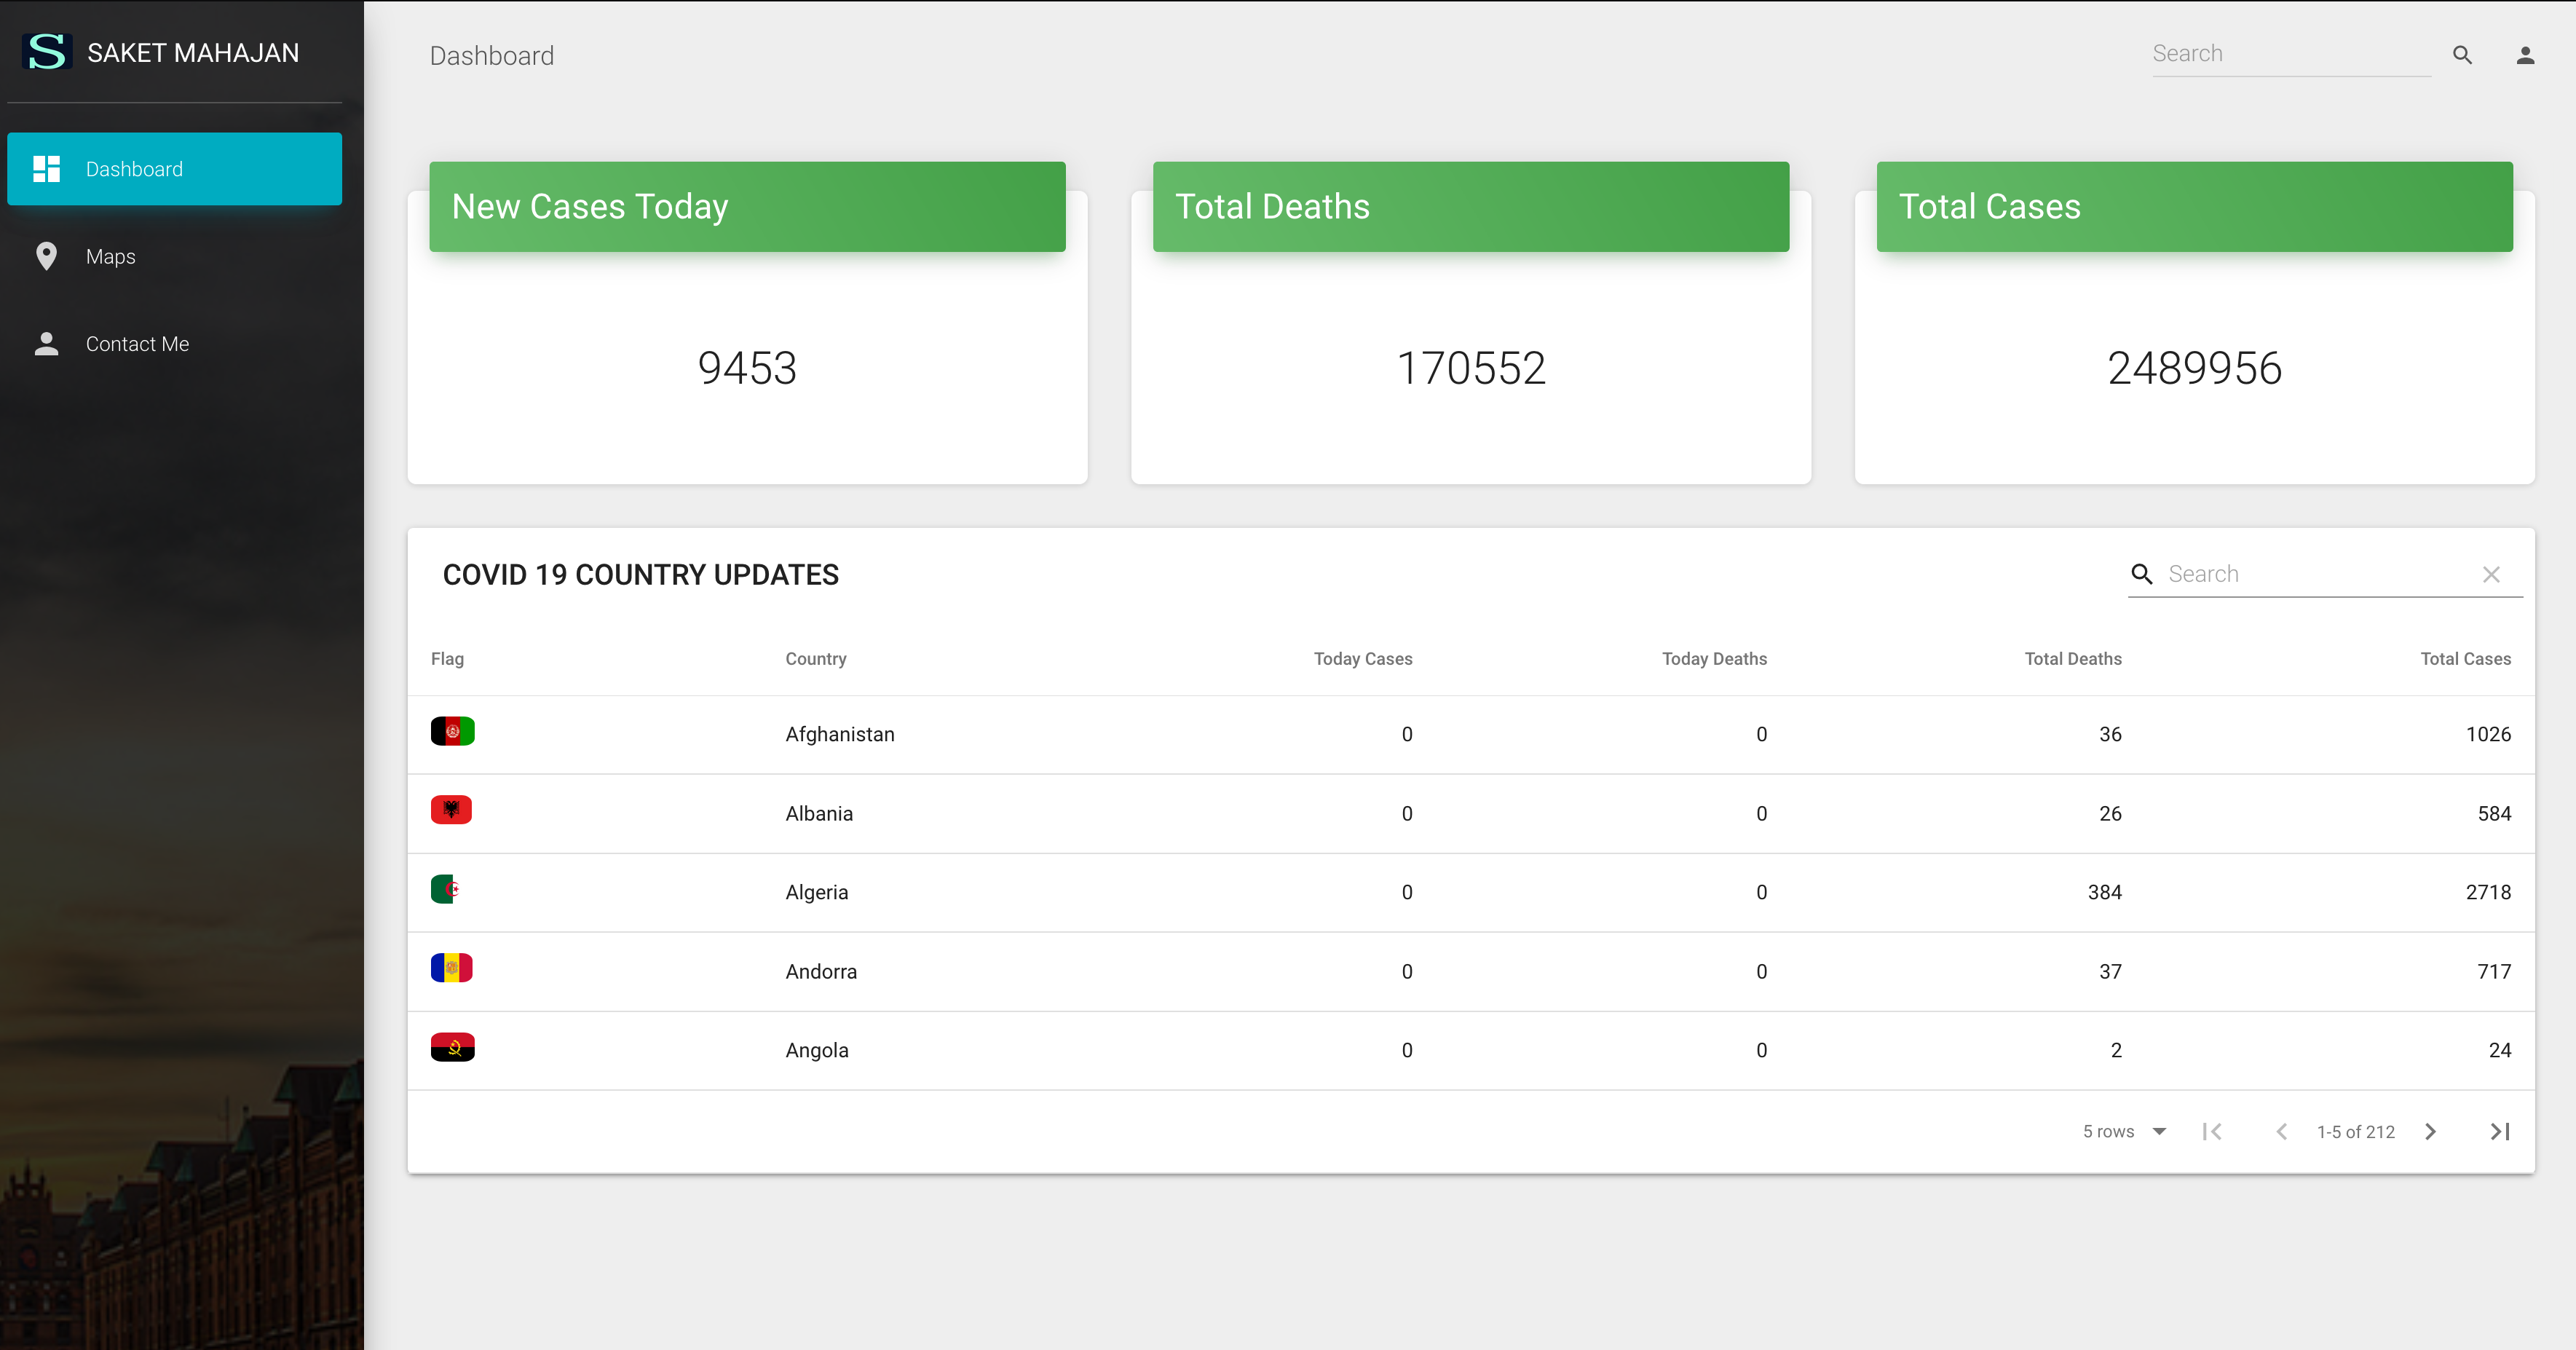 S SAKET MAHAJAN
Dashboard
Maps
Contact Me
Dashboard
Search
New Cases Today
9453
Total Deaths
170552
Total Cases
2489956
COVID 19 COUNTRY UPDATES
Search
Flag Country Today Cases Today Deaths Total Deaths Total Cases
Afghanistan 0 0 36 1026
Albania 0 0 26 584
Algeria 0 0 384 2718
Andorra 0 0 37 717
Angola 0 0 2 24
5 rows 1-5 of 212